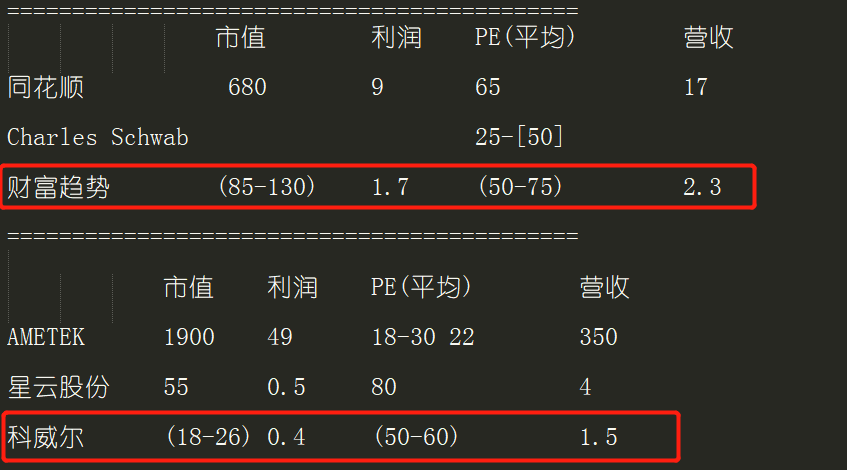 ============================================
市值 利润 PE(平均) 营收
同花顺 680 9 65 17
Charles Schwab 25-[50]
财富趋势 (85-130) 1.7 (50-75) 2.3
============================================
市值 利润 PE(平均) 营收
AMETEK 1900 49 18-30 22 350
星云股份 55 0.5 80 4
科威尔 (18-26) 0.4 (50-60) 1.5